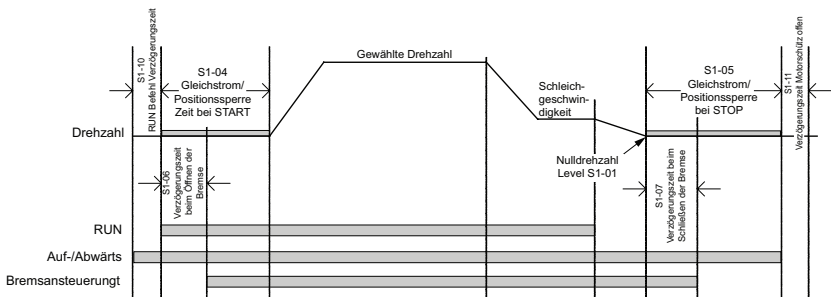 S1-10
RUN Befehl Verzögerungszeit
S1-04
Gleichstrom/
Positionssperre
Zeit bei START
Gewählte Drehzahl
Schleich-
geschwin-
digkeit
S1-05
Gleichstrom/
Positionssperre
bei STOP
S1-11
Verzögerungszeit Motorschütz offen
Drehzahl
S1-06
Verzögerungszeit
beim Öffnen der
Bremse
Nulldrehzahl
Level S1-01
S1-07
Verzögerungszeit beim
Schließen der Bremse
RUN
Auf-/Abwärts
Bremsansteuerungt